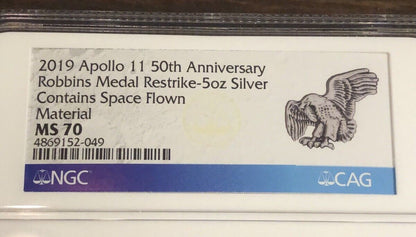 2019 Apollo 11 50th Anniversary
Robbins Medal Restrike-5oz Silver
Contains Space Flown
Material
MS 70
4869152-049
NGC CAG